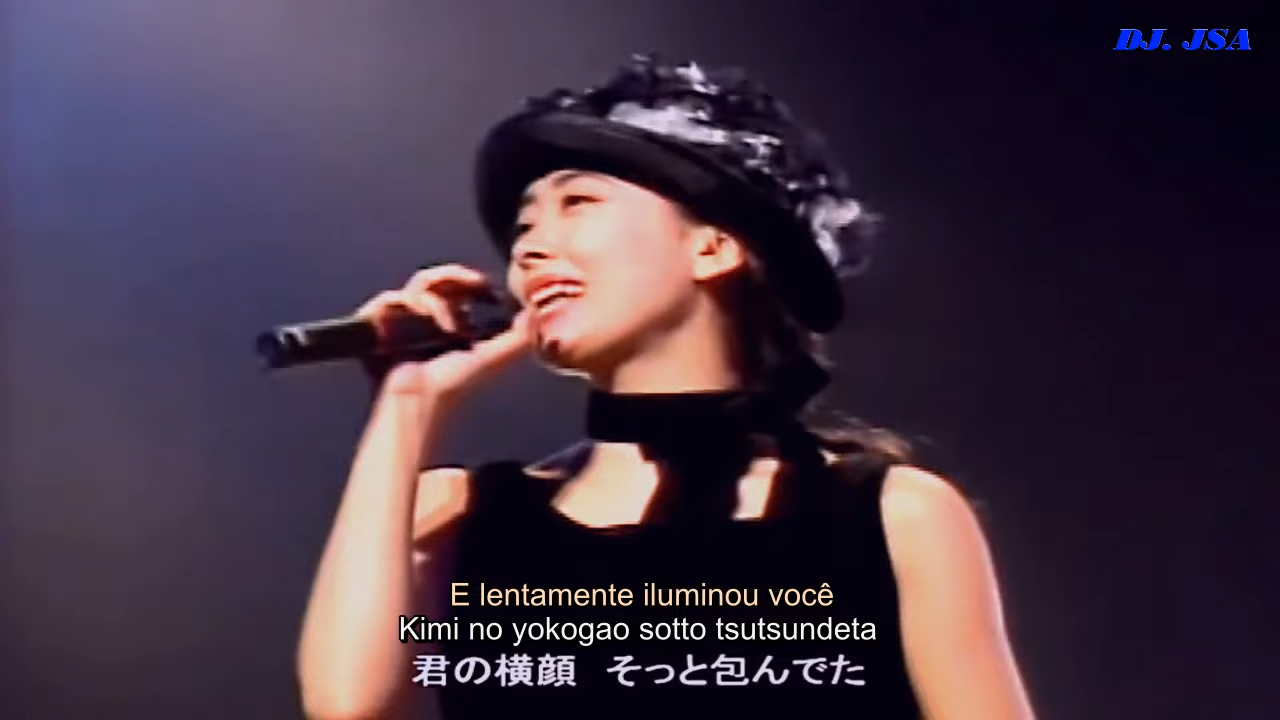 DJ. JSA
E lentamente iluminou você
Kimi no yokogao sotto tsutsundeta
君の横顔 そっと包んでた